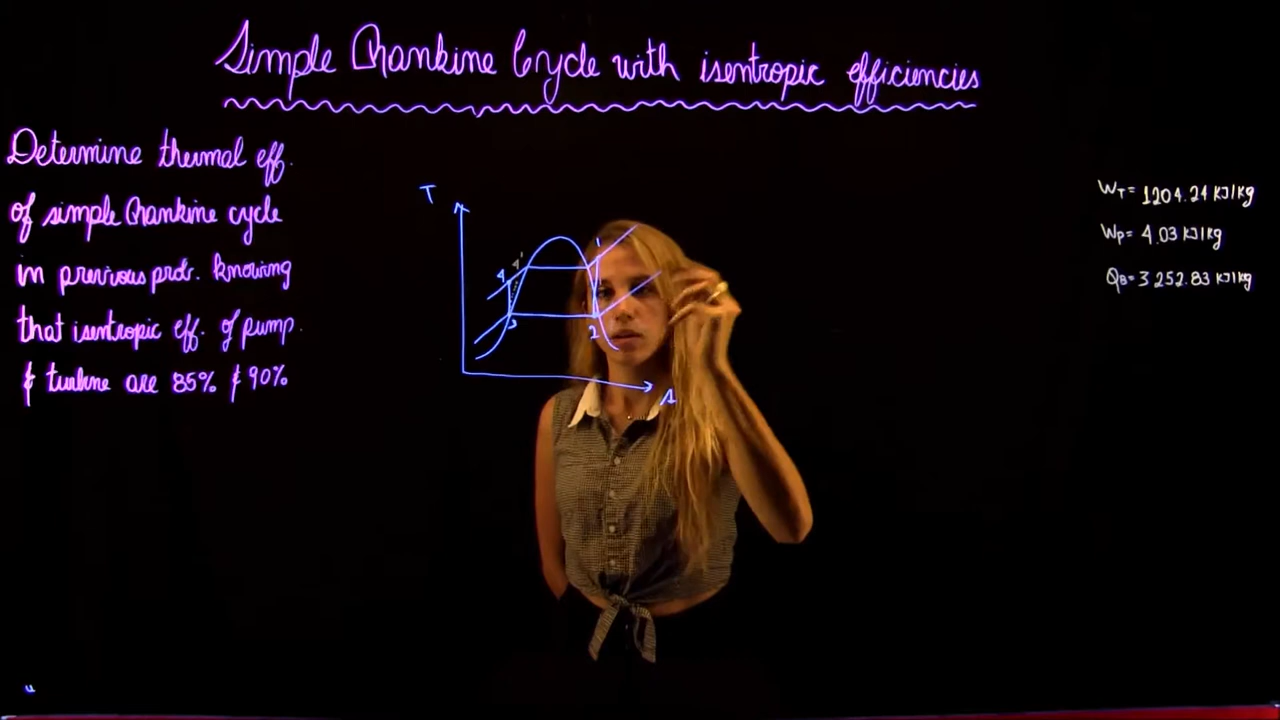 Simple Rankine Cycle with isentropic efficiencies
Determine thermal eff.
of simple Rankine cycle
in previous prob. knowing
that isentropic eff. of pump
& turbine are 85% & 90%
T
4 4' 1
3 2
s
WT = 1204.24 KJ/kg
Wp = 4.03 KJ/kg
QB = 3252.83 KJ/kg